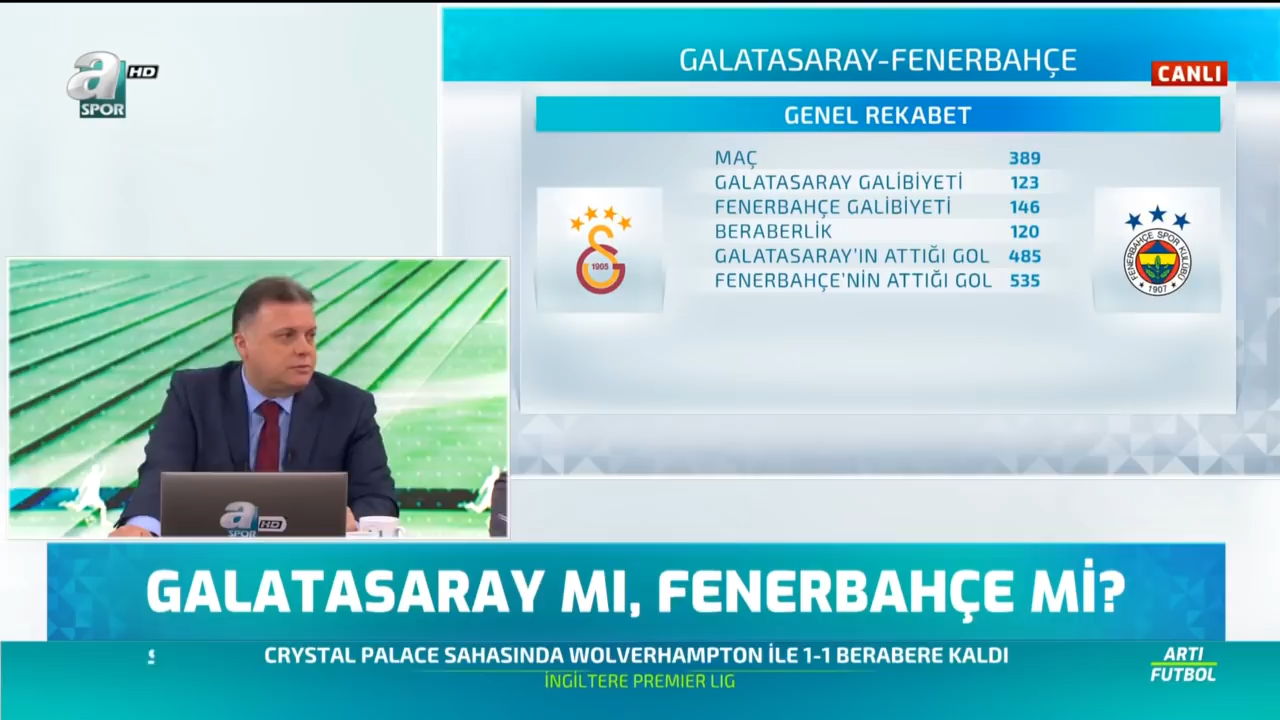 a HD
SPOR
GALATASARAY-FENERBAHÇE
CANLI
GENEL REKABET
MAÇ 389
GALATASARAY GALİBİYETİ 123
FENERBAHÇE GALİBİYETİ 146
BERABERLİK 120
GALATASARAY'IN ATTIĞI GOL 485
FENERBAHÇE'NİN ATTIĞI GOL 535
1905
FENERBAHÇE SPOR KULÜBÜ
1907
a HD
SPOR
GALATASARAY MI, FENERBAHÇE Mİ?
CRYSTAL PALACE SAHASINDA WOLVERHAMPTON İLE 1-1 BERABERE KALDI
İNGİLTERE PREMIER LIG
ARTI
FUTBOL